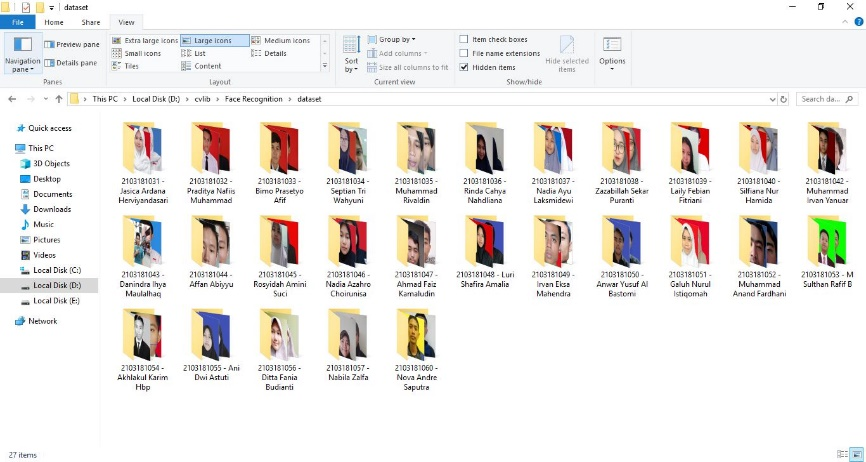 dataset
File Home Share View
Navigation pane
Preview pane
Details pane
Panes
Extra large icons Large icons Medium icons
Small icons List Details
Tiles Content
Layout
Sort by
Group by
Add columns
Size all columns to fit
Current view
Item check boxes
File name extensions
Hidden items
Hide selected items
Show/hide
Options
This PC > Local Disk (D:) > cvlib > Face Recognition > dataset
Search da...
Quick access
This PC
3D Objects
Desktop
Documents
Downloads
Music
Pictures
Videos
Local Disk (C:)
Local Disk (D:)
Local Disk (E:)
Network
2103181031 - Jasica Ardana Herviyandasari
2103181032 - Praditya Nafiis Muhammad
2103181033 - Bimo Prasetyo Afif
2103181034 - Septian Tri Wahyuni
2103181035 - Muhammad Rivaldin
2103181036 - Rinda Cahya Nahdliana
2103181037 - Nadia Ayu Laksmidewi
2103181038 - Zazabillah Sekar Puranti
2103181039 - Laily Febian Fitriani
2103181040 - Silfiana Nur Hamida
2103181042 - Muhammad Irvan Yanuar
2103181043 - Danindra Ihya Maulalhaq
2103181044 - Affan Abiyyu
2103181045 - Rosyidah Amini Suci
2103181046 - Nadia Azahro Choirunisa
2103181047 - Ahmad Faiz Kamaludin
2103181048 - Luri Shafira Amalia
2103181049 - Irvan Eksa Mahendra
2103181050 - Anwar Yusuf Al Bastomi
2103181051 - Galuh Nurul Istiqomah
2103181052 - Muhammad Anand Fardhani
2103181053 - M Sulthan Rafif B
2103181054 - Akhlakul Karim Hbp
2103181055 - Ani Dwi Astuti
2103181056 - Ditta Fania Budianti
2103181057 - Nabila Zalfa
2103181060 - Nova Andre Saputra
27 items